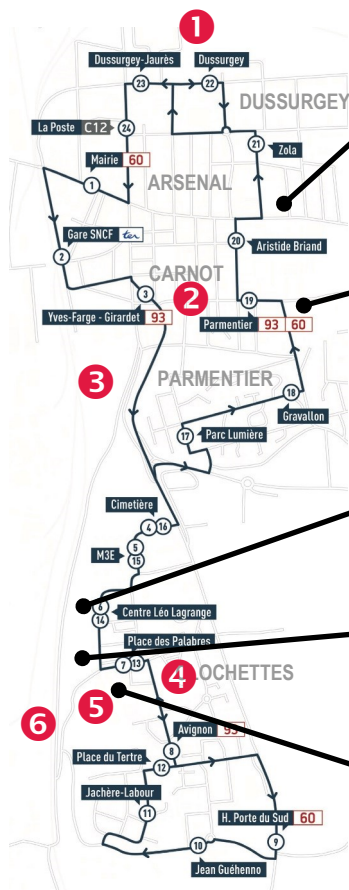 1
Dussurgey-Jaurès Dussurgey
23 22
DUSSURGEY
La Poste C12 24
21 Zola
Mairie 60
1
ARSENAL
Gare SNCF ter
2
20 Aristide Briand
CARNOT
3
2
19
Yves-Farge - Girardet 93
Parmentier 93 60
3
PARMENTIER
18
Gravallon
17 Parc Lumière
Cimetière
4 16
M3E 5
15
6
14 Centre Léo Lagrange
Place des Palabres
7 13
4 LOCHETTES
5
6
Avignon 93
8
Place du Tertre 12
Jachère-Labour
11
H. Porte du Sud 60
10 9
Jean Guéhenno